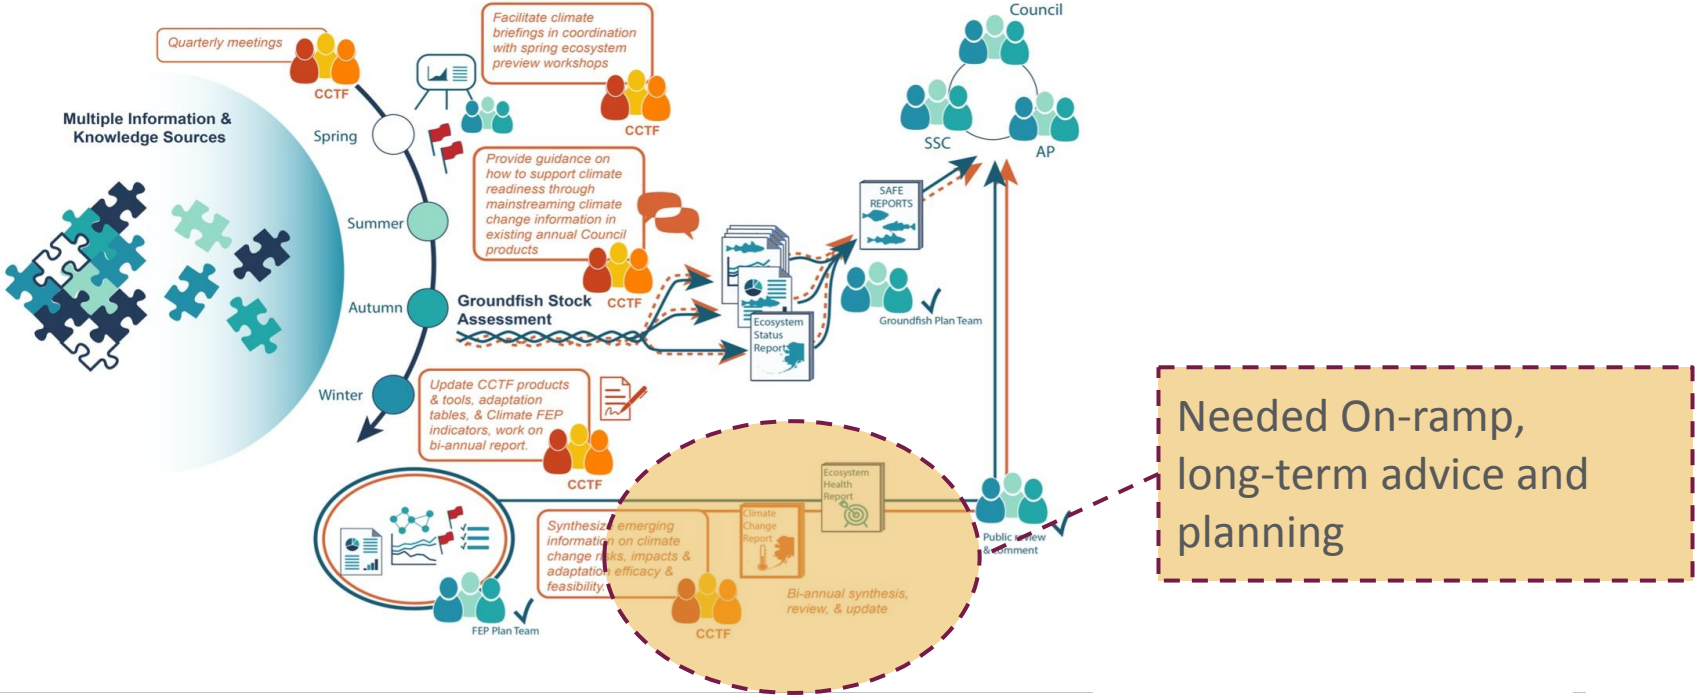 Council
Quarterly meetings
CCTF
Facilitate climate
briefings in coordination
with spring ecosystem
preview workshops
CCTF
Multiple Information &
Knowledge Sources
Spring
SSC
AP
Provide guidance on
how to support climate
readiness through
mainstreaming climate
change information in
existing annual Council
products
CCTF
Summer
SAFE
REPORTS
Autumn
Groundfish Stock
Assessment
Ecosystem
Status
Report
Groundfish Plan Team
Winter
Update CCTF products
& tools, adaptation
tables, & Climate FEP
indicators, work on
bi-annual report.
CCTF
Needed On-ramp,
long-term advice and
planning
Ecosystem
Health
Report
Climate
Change
Report
Synthesize emerging
information on climate
change risks, impacts &
adaptation efficacy &
feasibility.
CCTF
Public review
& comment
Bi-annual synthesis,
review, & update
FEP Plan Team